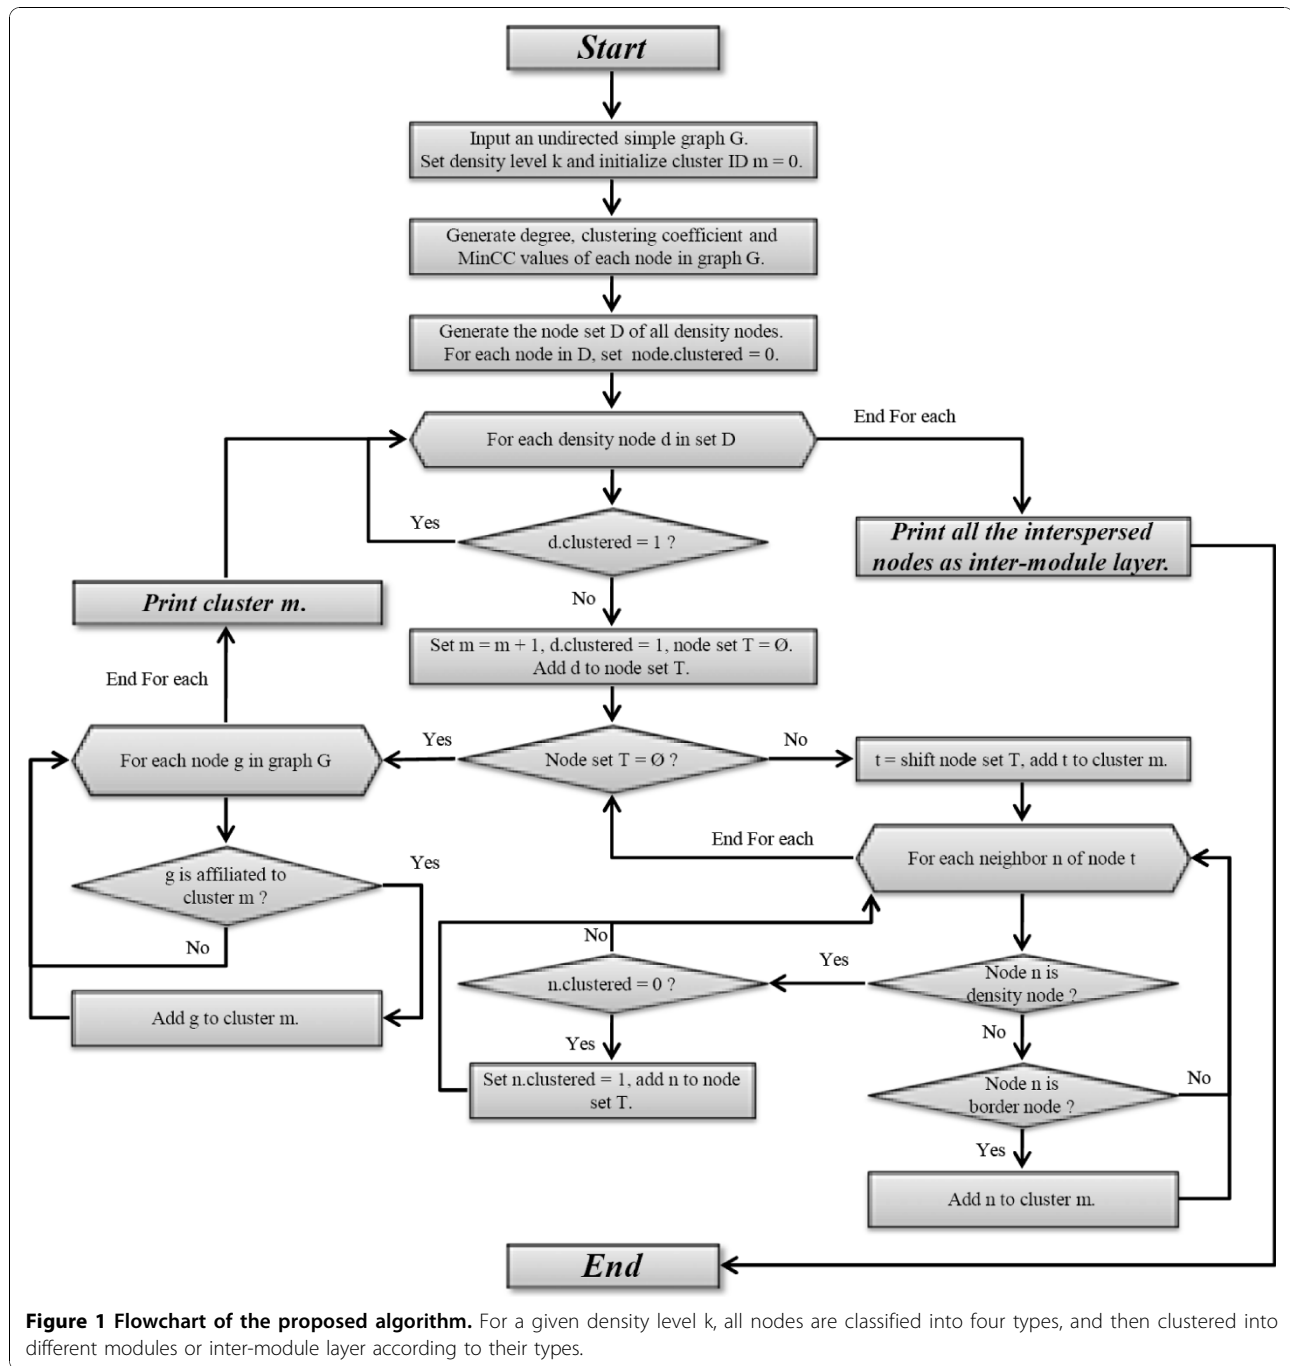 Start
Input an undirected simple graph G.
Set density level k and initialize cluster ID m = 0.
Generate degree, clustering coefficient and
MinCC values of each node in graph G.
Generate the node set D of all density nodes.
For each node in D, set node.clustered = 0.
For each density node d in set D
End For each
Print all the interspersed
nodes as inter-module layer.
Yes
d.clustered = 1 ?
No
Print cluster m.
Set m = m + 1, d.clustered = 1, node set T = Ø.
Add d to node set T.
End For each
For each node g in graph G
Yes
Node set T = Ø ?
No
t = shift node set T, add t to cluster m.
End For each
For each neighbor n of node t
g is affiliated to
cluster m ?
Yes
No
Add g to cluster m.
No
n.clustered = 0 ?
Yes
Node n is
density node ?
Yes
No
Set n.clustered = 1, add n to node
set T.
Node n is
border node ?
No
Yes
Add n to cluster m.
End
Figure 1 Flowchart of the proposed algorithm. For a given density level k, all nodes are classified into four types, and then clustered into
different modules or inter-module layer according to their types.